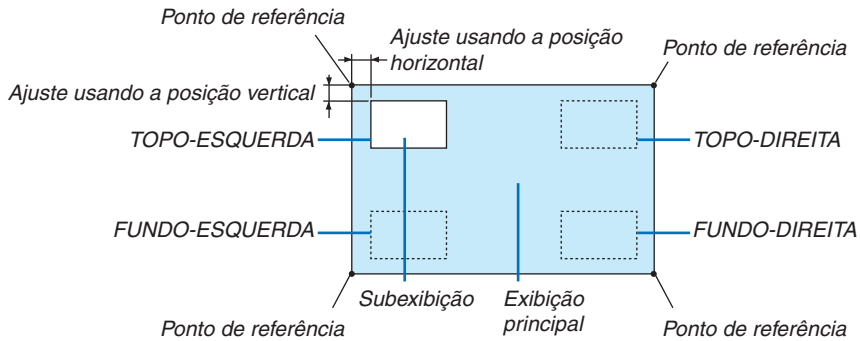 Ponto de referência
Ajuste usando a posição
horizontal
Ponto de referência
Ajuste usando a posição vertical
TOPO-ESQUERDA
TOPO-DIREITA
FUNDO-ESQUERDA
FUNDO-DIREITA
Subexibição
Exibição
principal
Ponto de referência
Ponto de referência